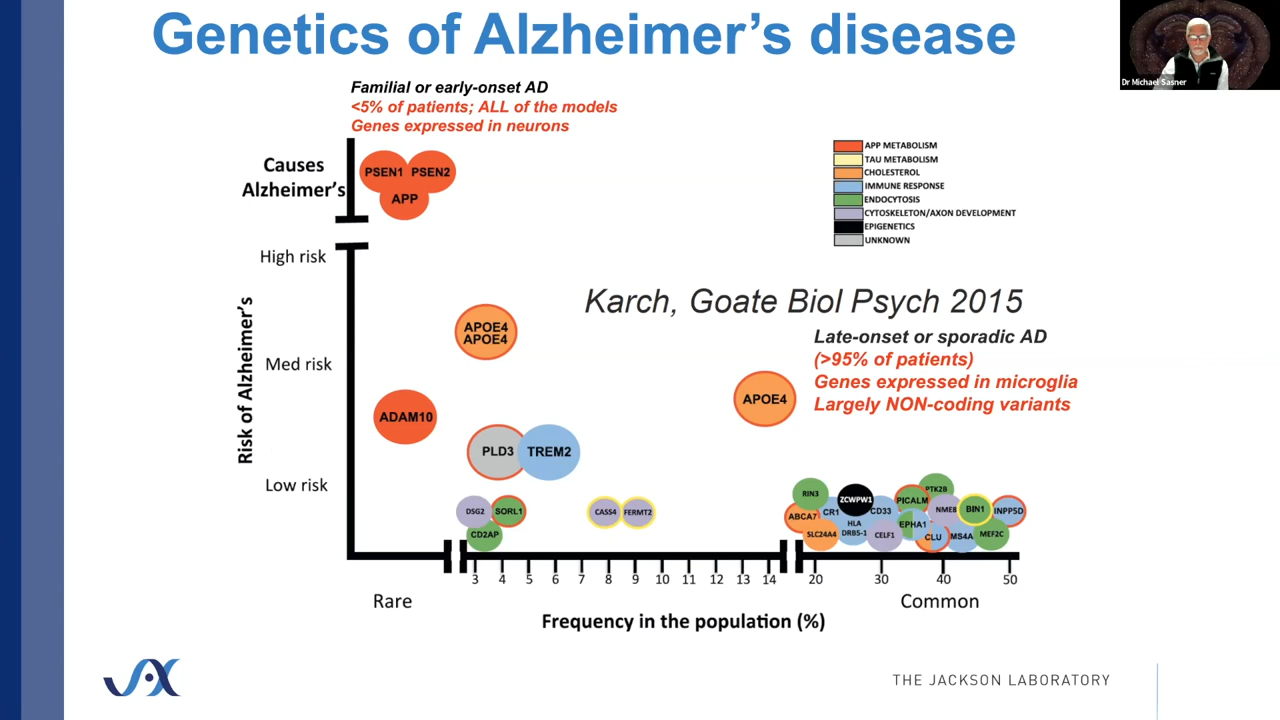 Genetics of Alzheimer's disease
Dr Michael Sasner
Familial or early-onset AD
<5% of patients; ALL of the models
Genes expressed in neurons
Causes
Alzheimer's
PSEN1
PSEN2
APP
APP METABOLISM
TAU METABOLISM
CHOLESTEROL
IMMUNE RESPONSE
ENDOCYTOSIS
CYTOSKELETON/AXON DEVELOPMENT
EPIGENETICS
UNKNOWN
High risk
Karch, Goate Biol Psych 2015
APOE4
APOE4
Late-onset or sporadic AD
(>95% of patients)
Genes expressed in microglia
Largely NON-coding variants
Risk of Alzheimer's
Med risk
APOE4
ADAM10
PLD3
TREM2
Low risk
DSG2
SORL1
CD2AP
CASS4
FERMT2
RIN3
ZCWPW1
PICALM
PTK2B
ABCA7
CR1
CD33
NME8
BIN1
INPP5D
SLC24A4
HLA
DRB5-1
CELF1
EPHA1
CLU
MS4A
MEF2C
3 4 5 6 7 8 9 10 11 12 13 14 20 30 40 50
Rare
Common
Frequency in the population (%)
JAX
THE JACKSON LABORATORY